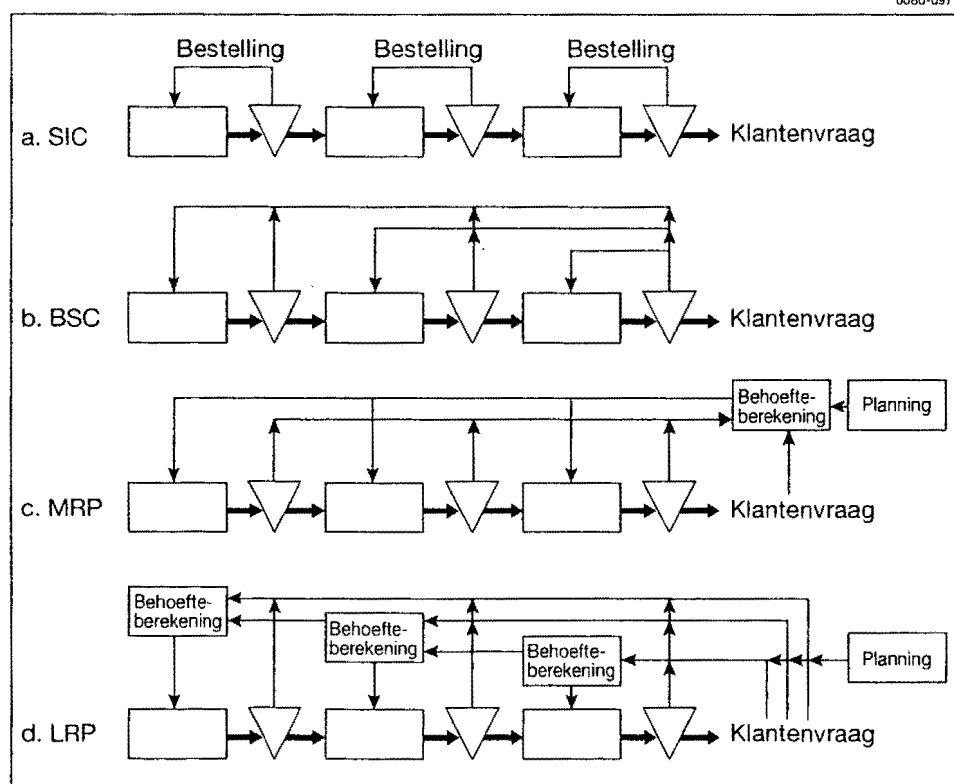 Bestelling Bestelling Bestelling
a. SIC Klantenvraag
b. BSC Klantenvraag
Behoefte-
berekening
Planning
c. MRP Klantenvraag
Behoefte-
berekening
Behoefte-
berekening
Behoefte-
berekening
Planning
d. LRP Klantenvraag